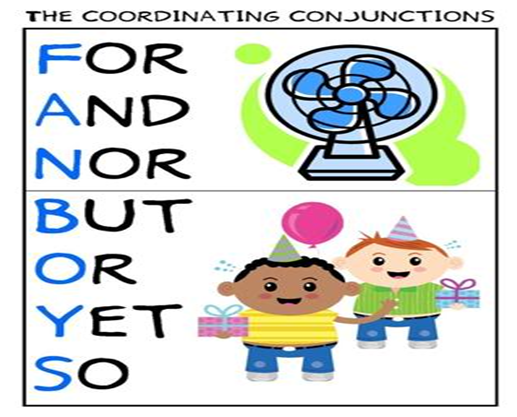 THE COORDINATING CONJUNCTIONS
FOR
AND
NOR
BUT
OR
YET
SO